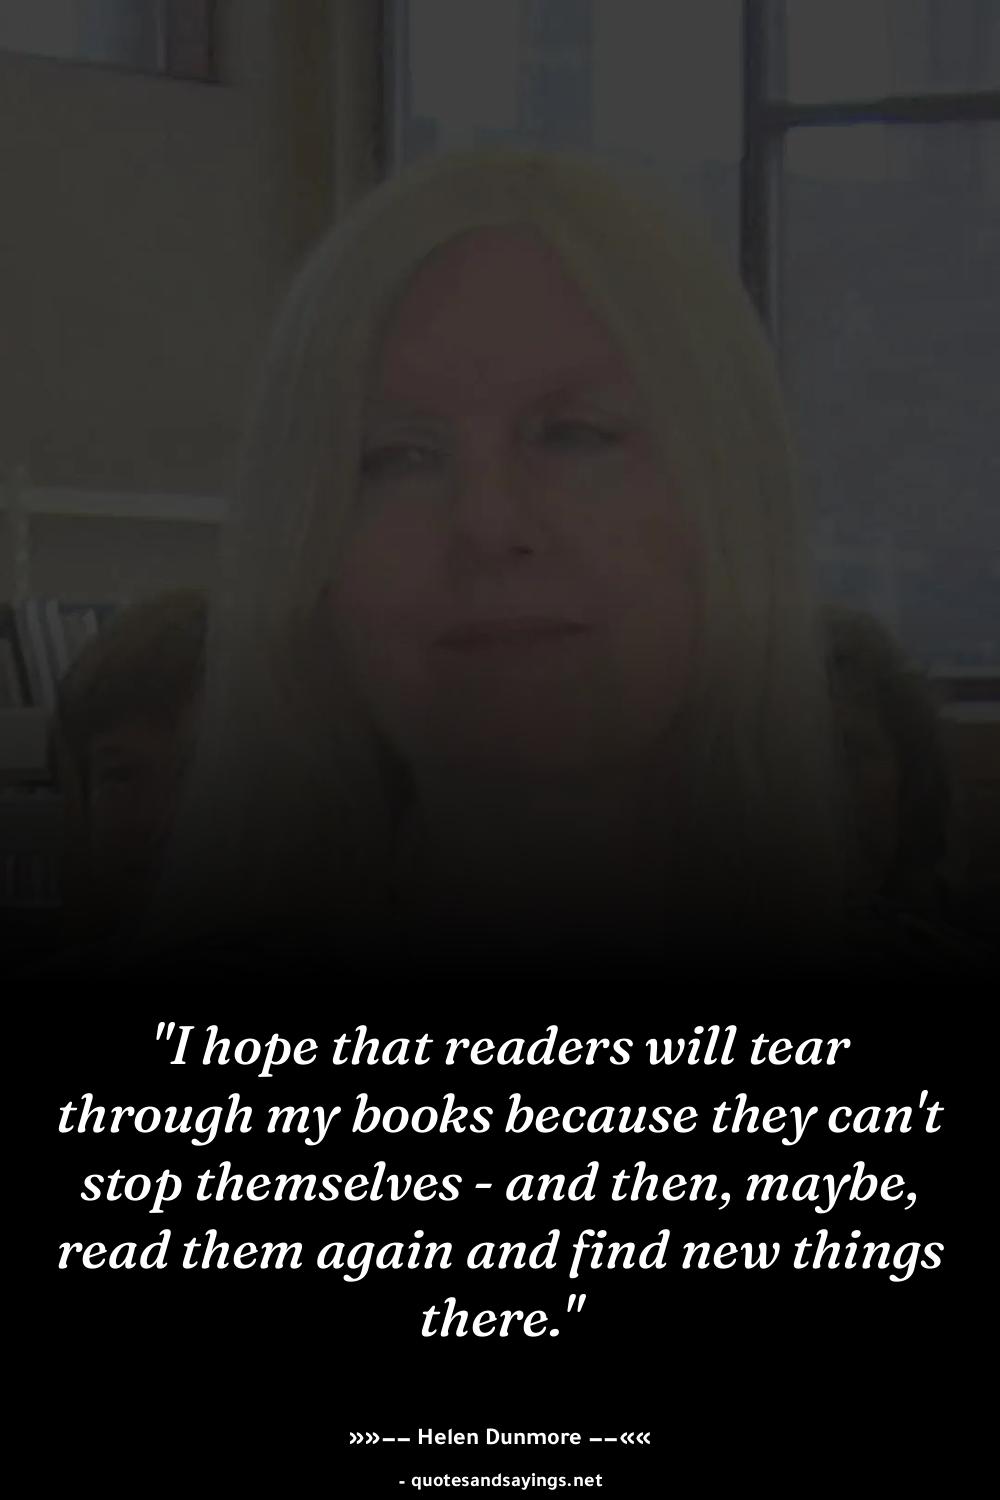 "I hope that readers will tear
through my books because they can't
stop themselves - and then, maybe,
read them again and find new things
there."
»»–– Helen Dunmore ––««
- quotesandsayings.net